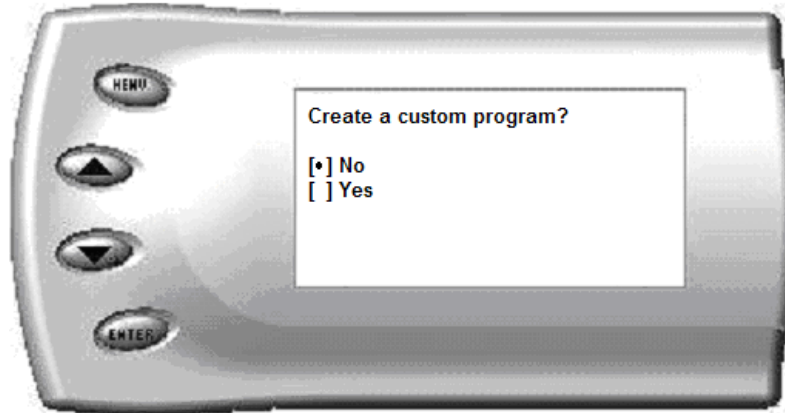 MENU
Create a custom program?
[•] No
[ ] Yes
ENTER